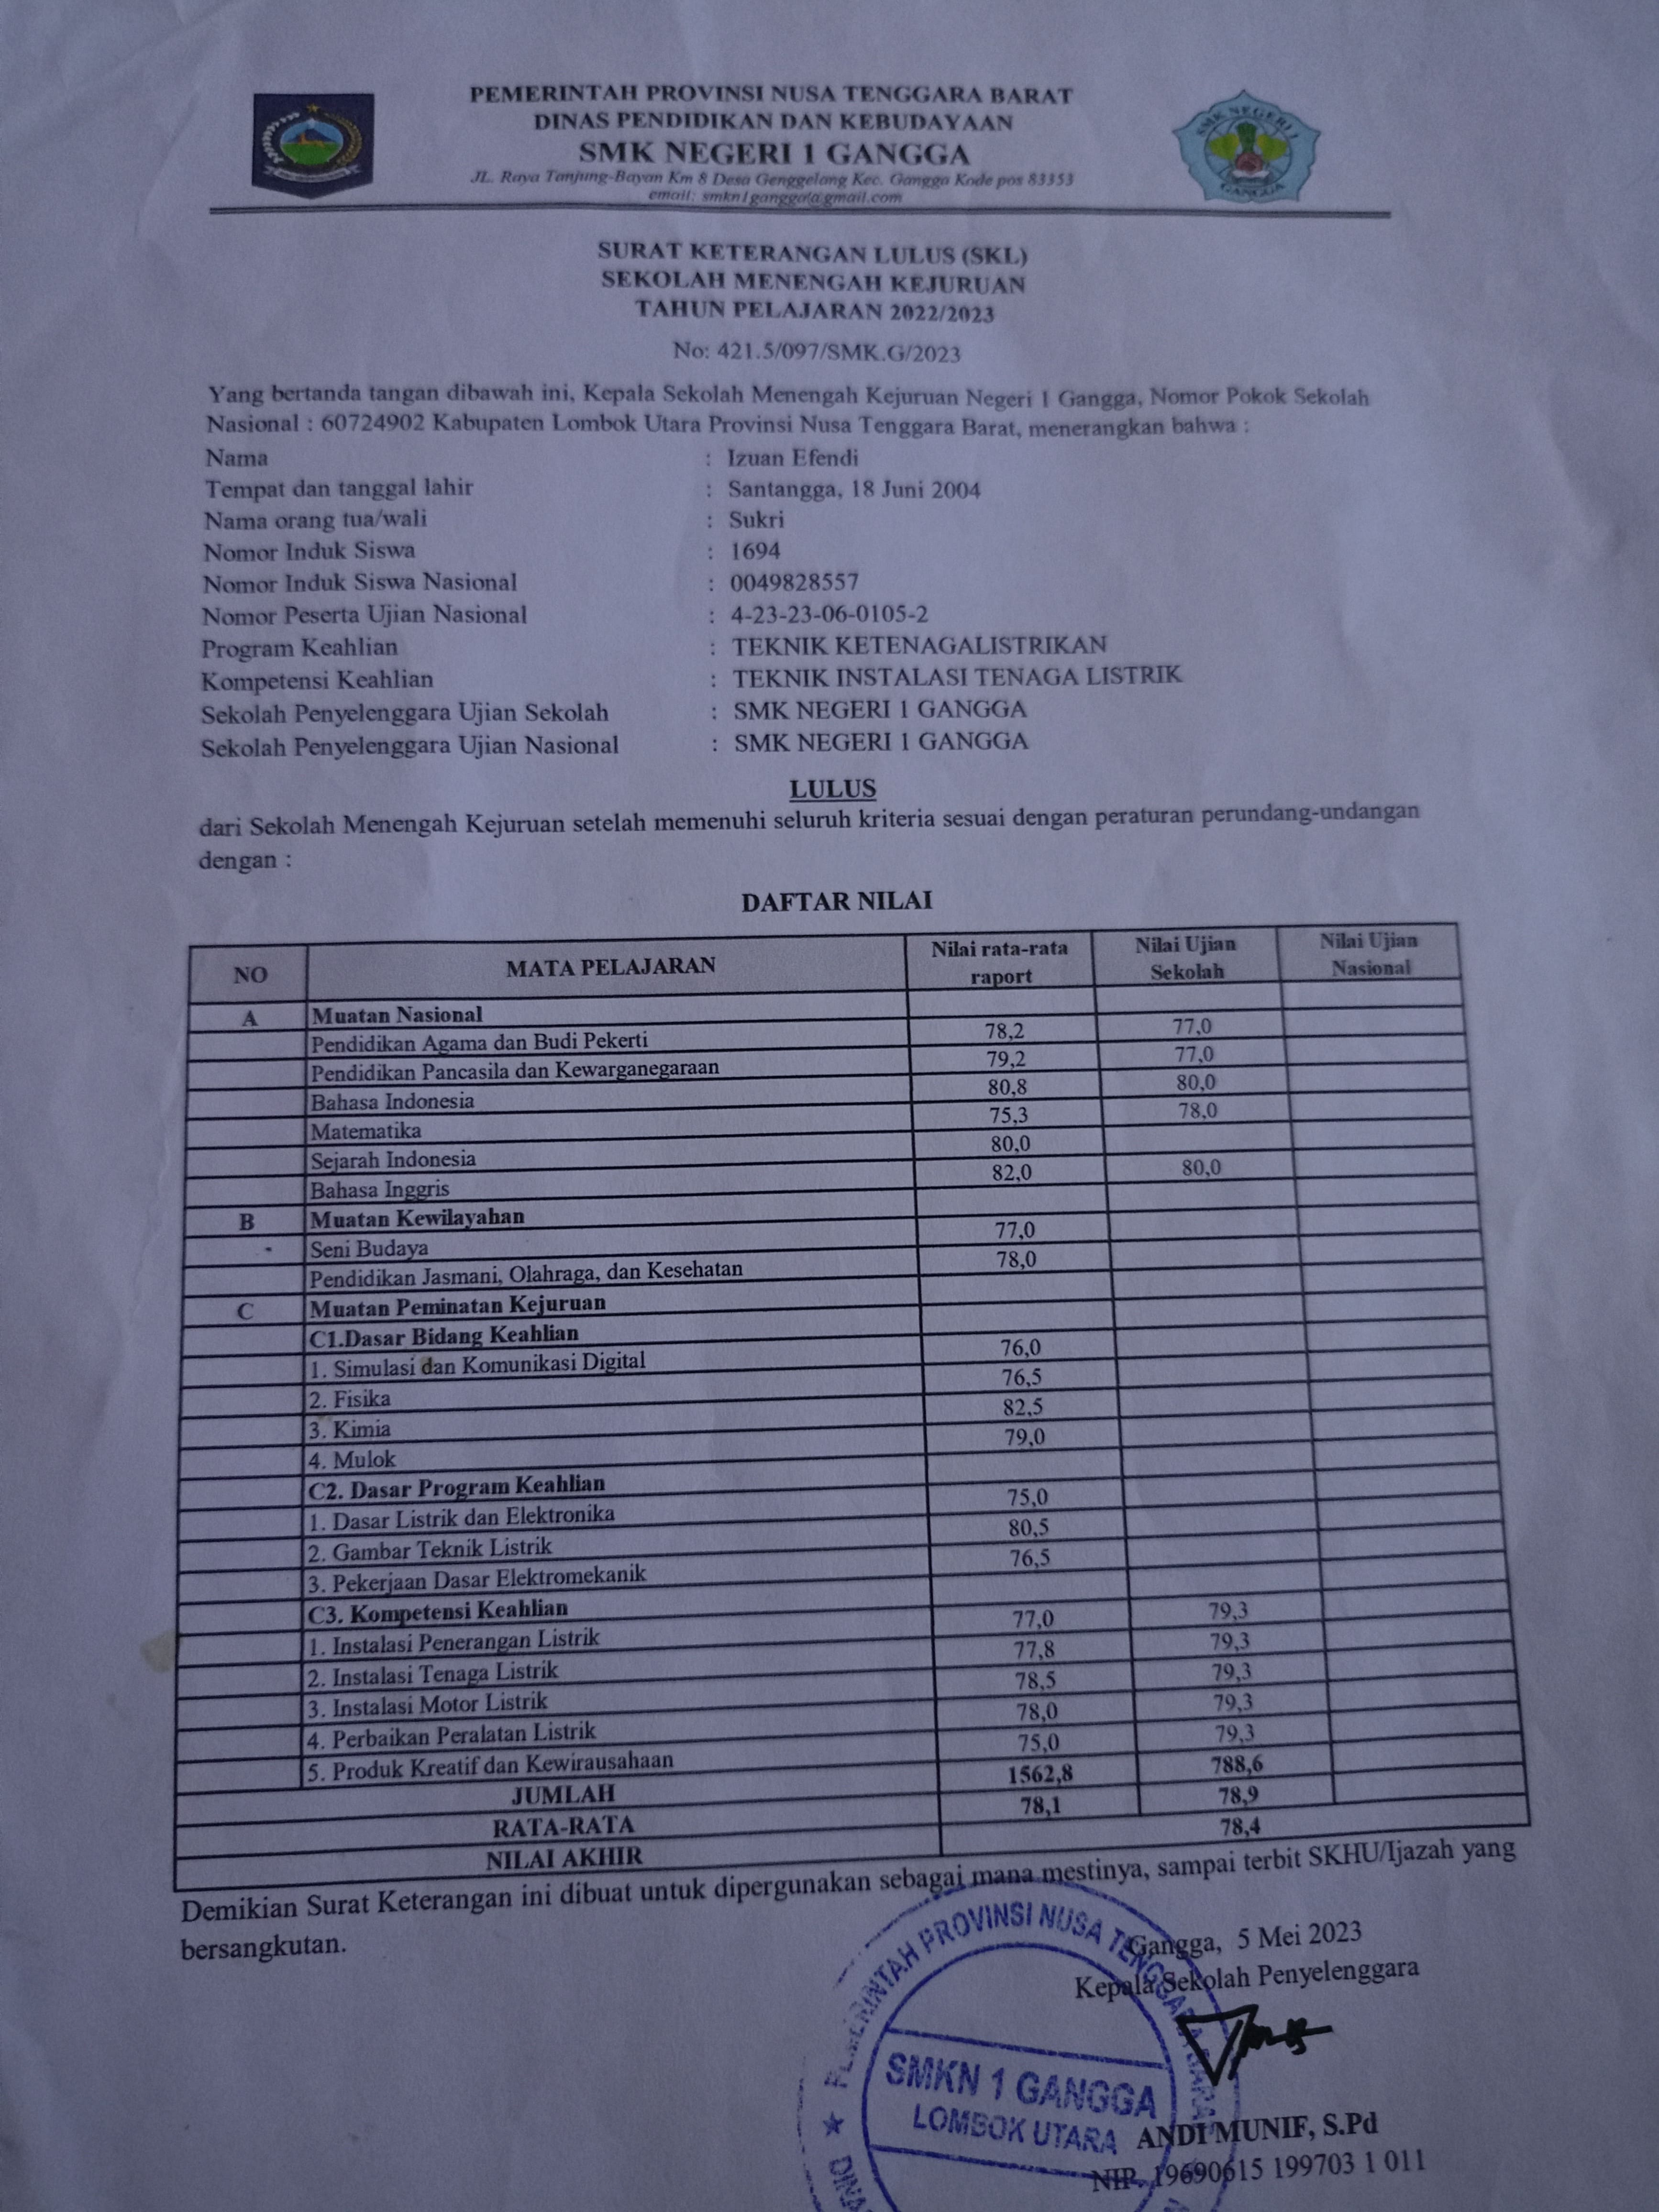 PEMERINTAH PROVINSI NUSA TENGGARA BARAT
DINAS PENDIDIKAN DAN KEBUDAYAAN
SMK NEGERI 1 GANGGA
JL. Raya Tanjung-Bayan Km 8 Desa Genggelang Kec. Gangga Kode pos 83353
email: smkn1gangga@gmail.com
SMK NEGERI 1
GANGGA
SURAT KETERANGAN LULUS (SKL)
SEKOLAH MENENGAH KEJURUAN
TAHUN PELAJARAN 2022/2023
No: 421.5/097/SMK.G/2023
Yang bertanda tangan dibawah ini, Kepala Sekolah Menengah Kejuruan Negeri 1 Gangga, Nomor Pokok Sekolah
Nasional : 60724902 Kabupaten Lombok Utara Provinsi Nusa Tenggara Barat, menerangkan bahwa :
Nama : Izuan Efendi
Tempat dan tanggal lahir : Santangga, 18 Juni 2004
Nama orang tua/wali : Sukri
Nomor Induk Siswa : 1694
Nomor Induk Siswa Nasional : 0049828557
Nomor Peserta Ujian Nasional : 4-23-23-06-0105-2
Program Keahlian : TEKNIK KETENAGALISTRIKAN
Kompetensi Keahlian : TEKNIK INSTALASI TENAGA LISTRIK
Sekolah Penyelenggara Ujian Sekolah : SMK NEGERI 1 GANGGA
Sekolah Penyelenggara Ujian Nasional : SMK NEGERI 1 GANGGA
LULUS
dari Sekolah Menengah Kejuruan setelah memenuhi seluruh kriteria sesuai dengan peraturan perundang-undangan
dengan :
DAFTAR NILAI
NO MATA PELAJARAN Nilai rata-rata raport Nilai Ujian Sekolah Nilai Ujian Nasional
A Muatan Nasional
Pendidikan Agama dan Budi Pekerti 78,2 77,0
Pendidikan Pancasila dan Kewarganegaraan 79,2 77,0
Bahasa Indonesia 80,8 80,0
Matematika 75,3 78,0
Sejarah Indonesia 80,0
Bahasa Inggris 82,0 80,0
B Muatan Kewilayahan
Seni Budaya 77,0
Pendidikan Jasmani, Olahraga, dan Kesehatan 78,0
C Muatan Peminatan Kejuruan
C1.Dasar Bidang Keahlian
1. Simulasi dan Komunikasi Digital 76,0
2. Fisika 76,5
3. Kimia 82,5
4. Mulok 79,0
C2. Dasar Program Keahlian
1. Dasar Listrik dan Elektronika 75,0
2. Gambar Teknik Listrik 80,5
3. Pekerjaan Dasar Elektromekanik 76,5
C3. Kompetensi Keahlian
1. Instalasi Penerangan Listrik 77,0 79,3
2. Instalasi Tenaga Listrik 77,8 79,3
3. Instalasi Motor Listrik 78,5 79,3
4. Perbaikan Peralatan Listrik 78,0 79,3
5. Produk Kreatif dan Kewirausahaan 75,0 79,3
JUMLAH 1562,8 788,6
RATA-RATA 78,1 78,9
NILAI AKHIR 78,4
Demikian Surat Keterangan ini dibuat untuk dipergunakan sebagai mana mestinya, sampai terbit SKHU/Ijazah yang
bersangkutan.
Gangga, 5 Mei 2023
Kepala Sekolah Penyelenggara
PEMERINTAH PROVINSI NUSA TENGGARA BARAT
SMKN 1 GANGGA
LOMBOK UTARA
ANDI MUNIF, S.Pd
NIP. 19690615 199703 1 011